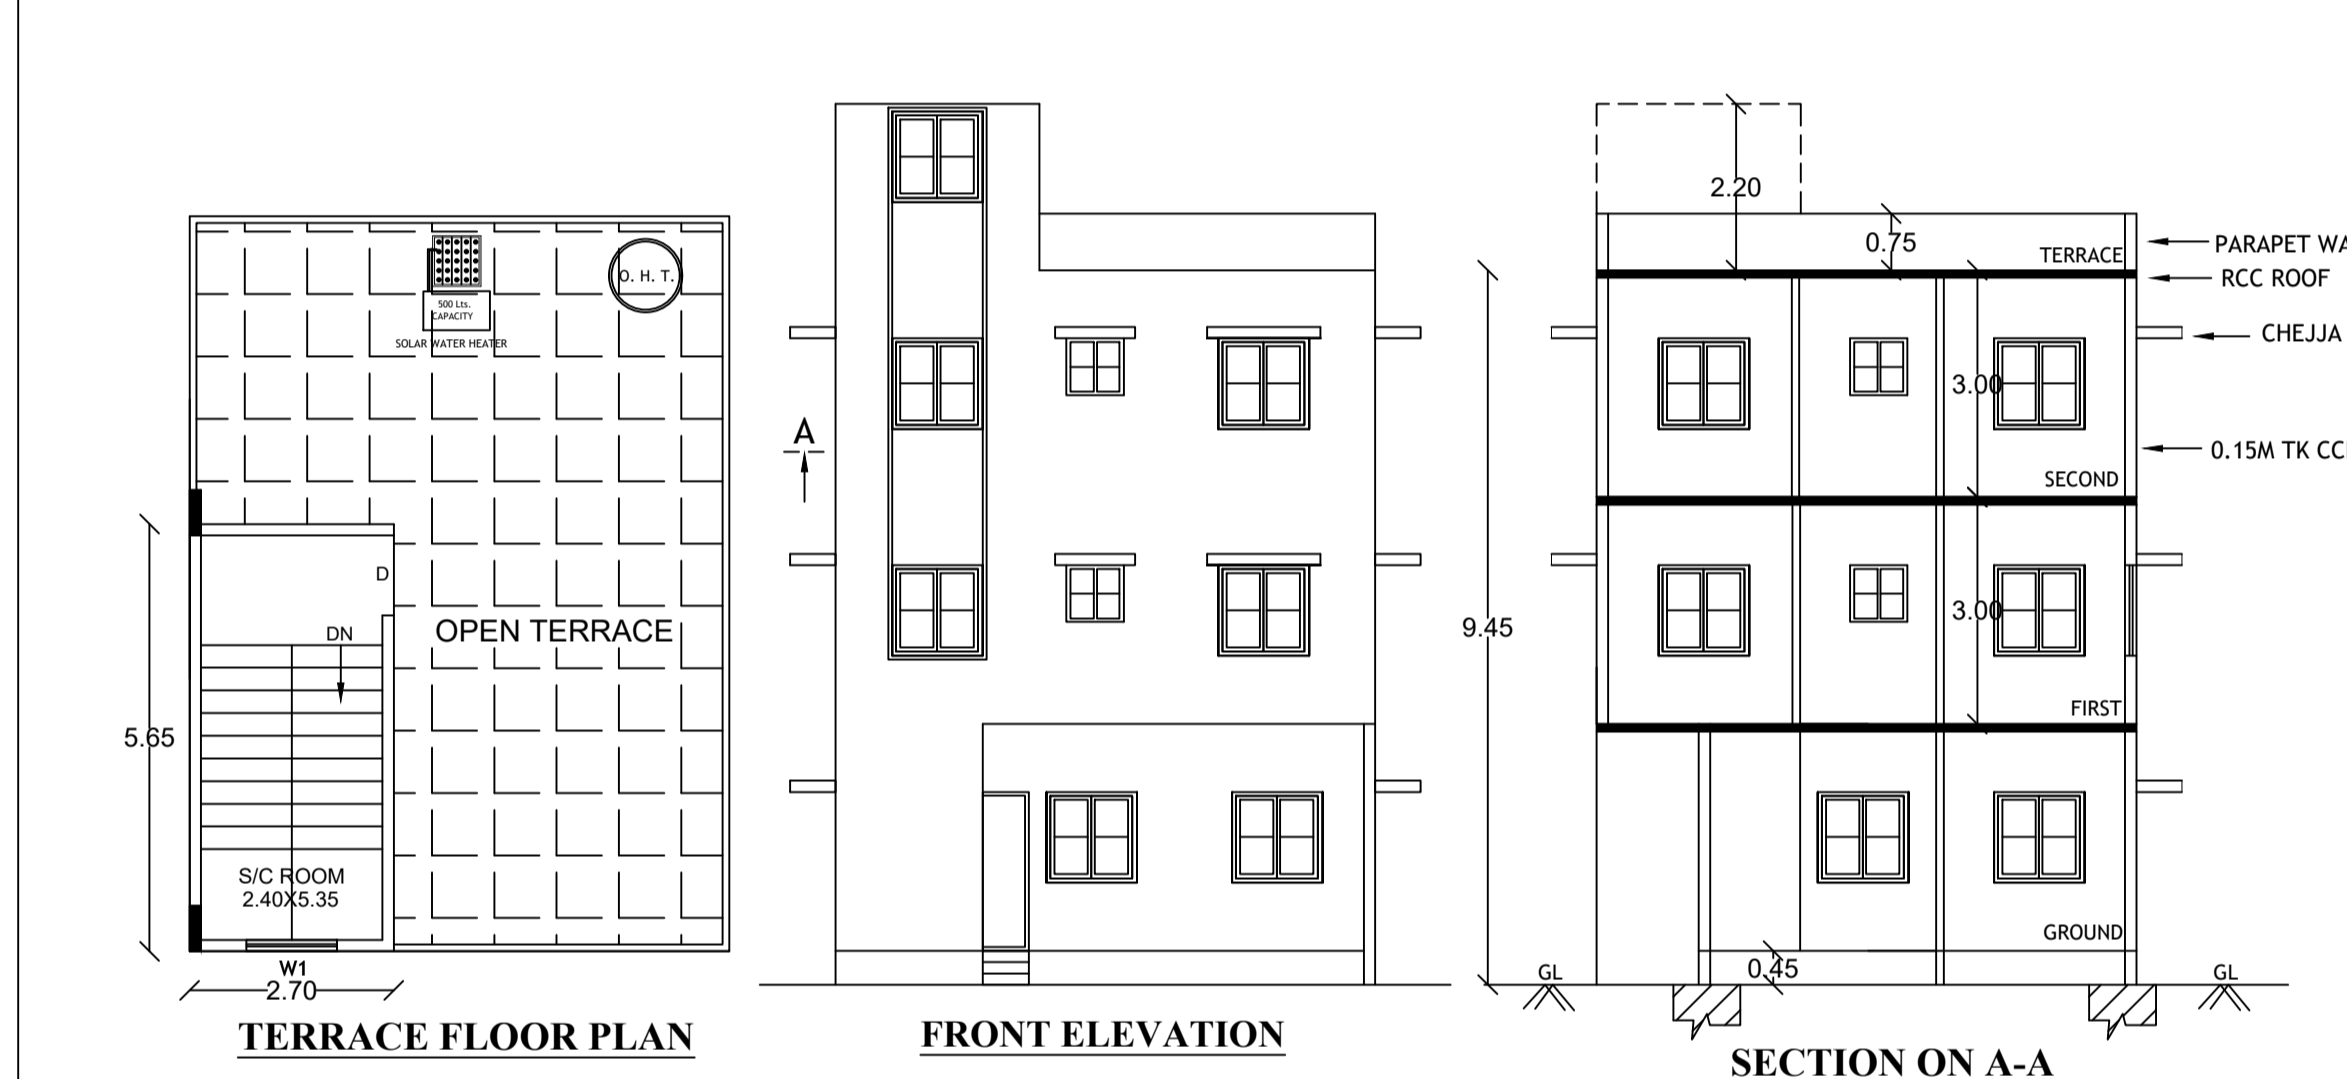 500 Lts.
CAPACITY
SOLAR WATER HEATER
O. H. T.
D
DN
OPEN TERRACE
5.65
S/C ROOM
2.40X5.35
W1
2.70
TERRACE FLOOR PLAN
A
FRONT ELEVATION
9.45
2.20
0.75
TERRACE
3.00
SECOND
3.00
FIRST
GROUND
0.45
GL
GL
PARAPET WA
RCC ROOF
CHEJJA
0.15M TK CC
SECTION ON A-A